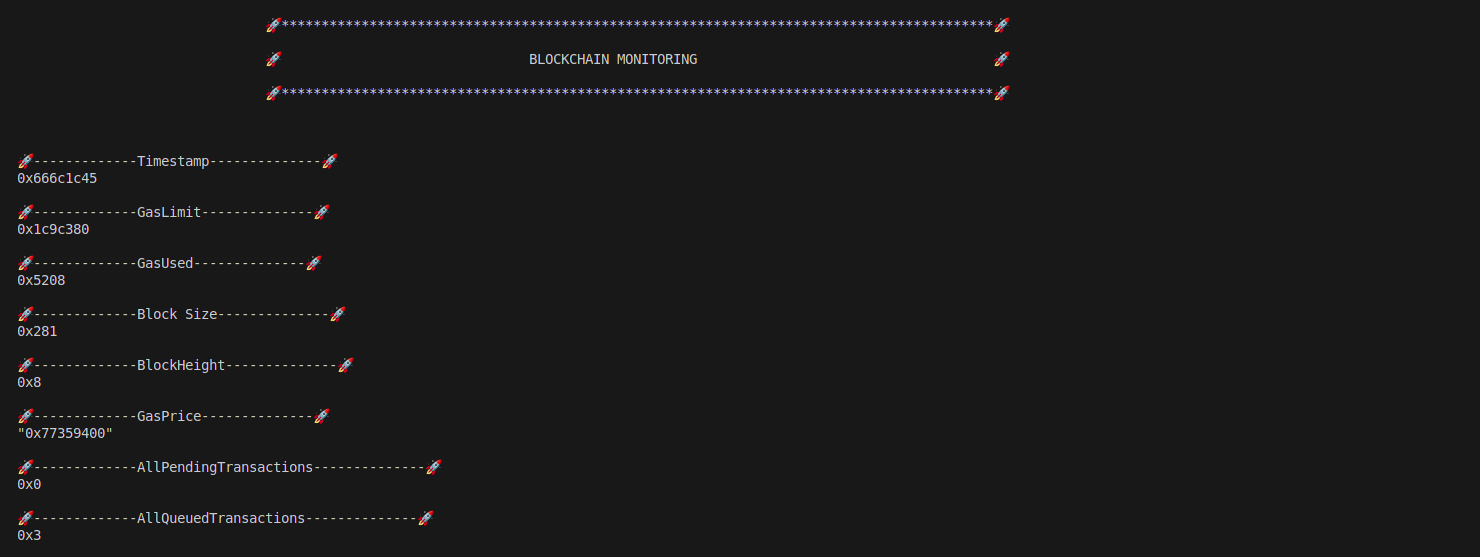 🚀*****************************************************************************************🚀
🚀 BLOCKCHAIN MONITORING 🚀
🚀*****************************************************************************************🚀
🚀-------------Timestamp--------------🚀
0x666c1c45
🚀-------------GasLimit--------------🚀
0x1c9c380
🚀-------------GasUsed--------------🚀
0x5208
🚀-------------Block Size--------------🚀
0x281
🚀-------------BlockHeight--------------🚀
0x8
🚀-------------GasPrice--------------🚀
"0x77359400"
🚀-------------AllPendingTransactions--------------🚀
0x0
🚀-------------AllQueuedTransactions--------------🚀
0x3